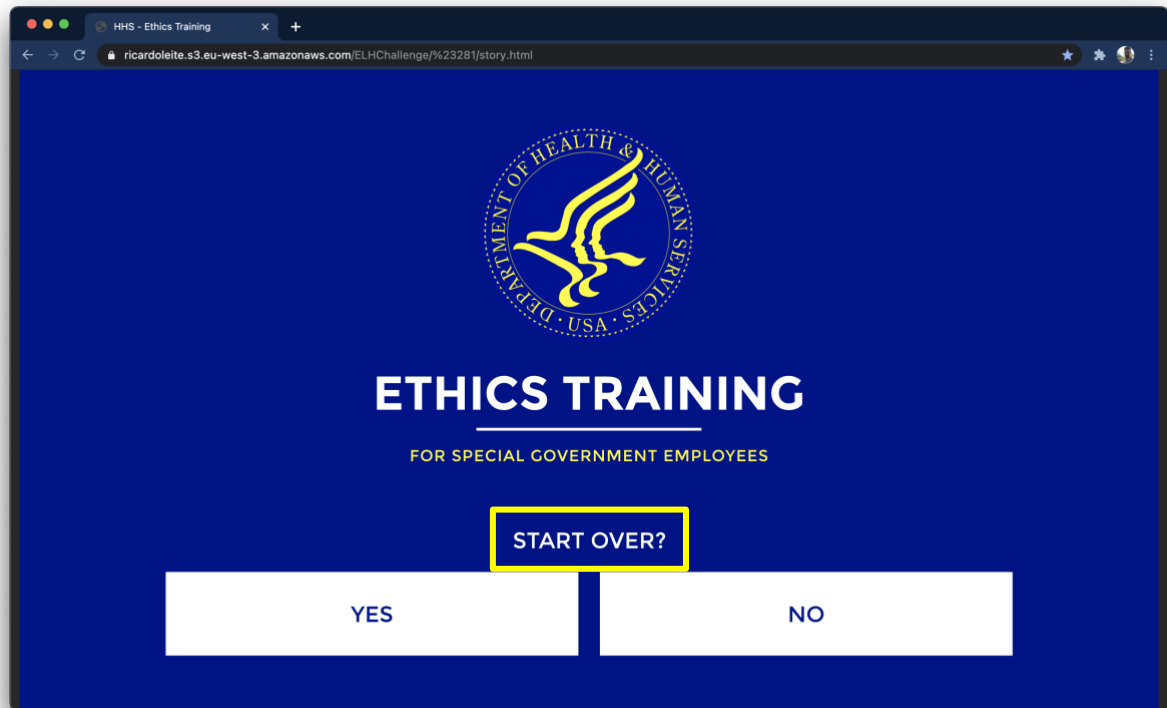 HHS - Ethics Training
ricardoleite.s3.eu-west-3.amazonaws.com/ELHChallenge/%23281/story.html
DEPARTMENT OF HEALTH & HUMAN SERVICES · USA ·
ETHICS TRAINING
FOR SPECIAL GOVERNMENT EMPLOYEES
START OVER?
YES
NO